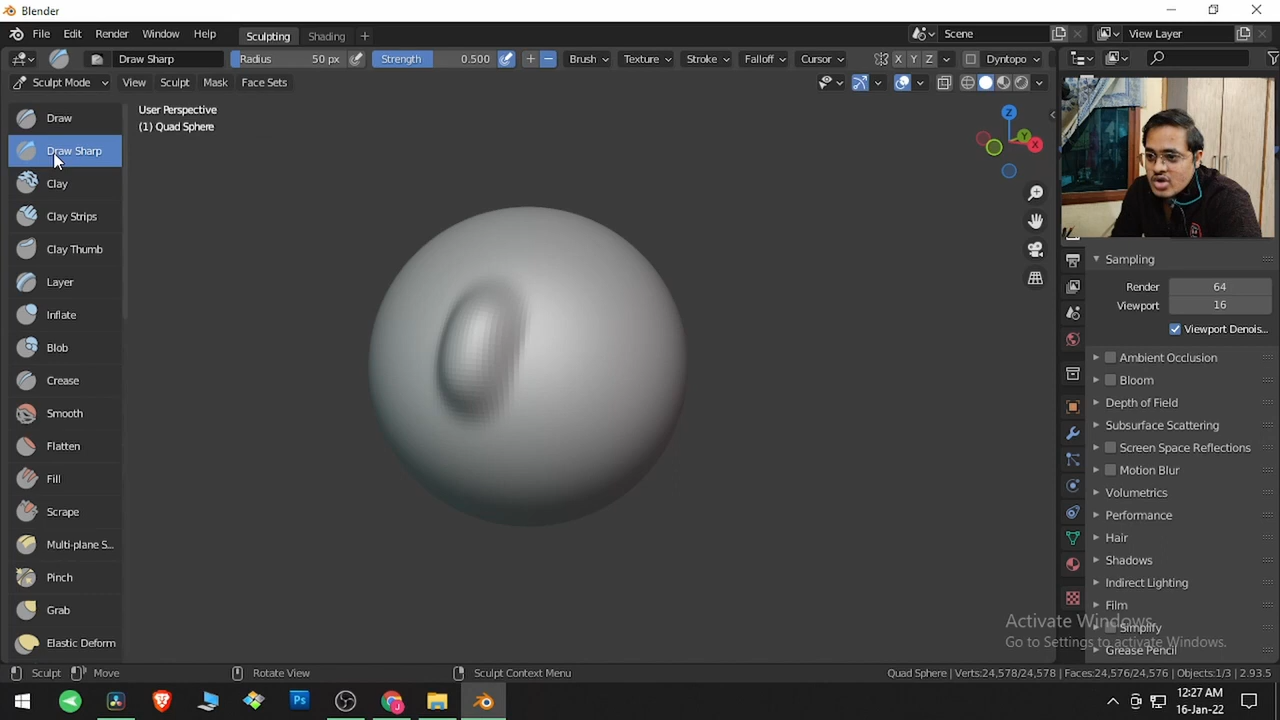 Blender
File Edit Render Window Help Sculpting Shading + Scene View Layer
Draw Sharp Radius 50 px Strength 0.500 + − Brush Texture Stroke Falloff Cursor X Y Z Dyntopo
Sculpt Mode View Sculpt Mask Face Sets
User Perspective
(1) Quad Sphere
Z
Y
X
Draw
Draw Sharp
Clay
Clay Strips
Clay Thumb
Layer
Inflate
Blob
Crease
Smooth
Flatten
Fill
Scrape
Multi-plane S...
Pinch
Grab
Elastic Deform
Sampling
Render 64
Viewport 16
Viewport Denois...
Ambient Occlusion
Bloom
Depth of Field
Subsurface Scattering
Screen Space Reflections
Motion Blur
Volumetrics
Performance
Hair
Shadows
Indirect Lighting
Film
Simplify
Grease Pencil
Activate Windows
Go to Settings to activate Windows.
Sculpt Move Rotate View Sculpt Context Menu Quad Sphere | Verts:24,578/24,578 | Faces:24,576/24,576 | Objects:1/3 | 2.93.5
Ps
12:27 AM
16-Jan-22